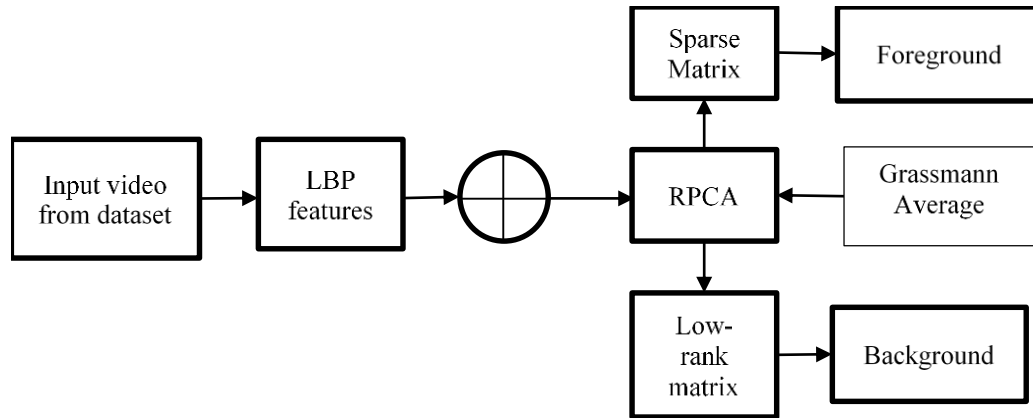 Sparse
Matrix
Foreground
Input video
from dataset
LBP
features
RPCA
Grassmann
Average
Low-
rank
matrix
Background